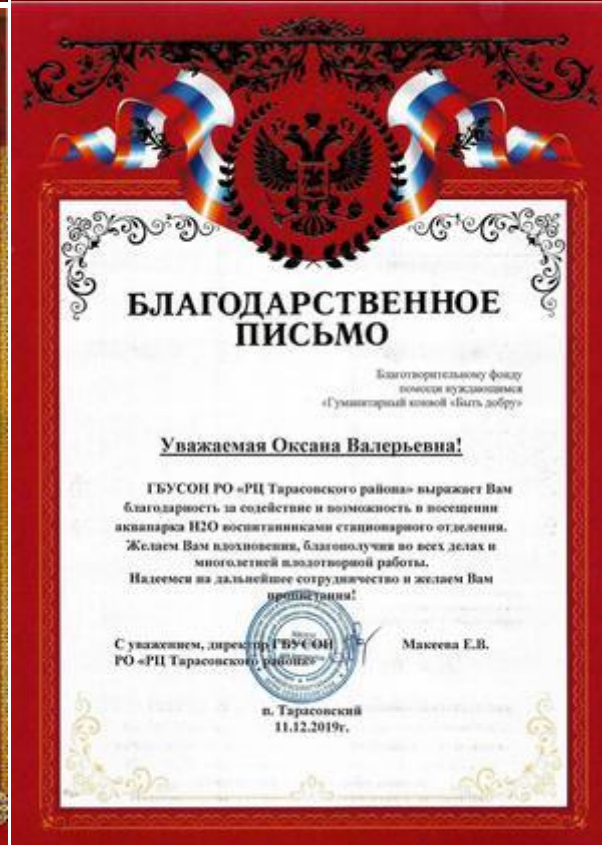 БЛАГОДАРСТВЕННОЕ
ПИСЬМО
Благотворительному фонду
помощи нуждающимся
«Гуманитарный конвой «Быть добру»
Уважаемая Оксана Валерьевна!
ГБУСОН РО «РЦ Тарасовского района» выражает Вам
благодарность за содействие и возможность в посещении
аквапарка H2O воспитанниками стационарного отделения.
Желаем Вам вдохновения, благополучия во всех делах и
многолетней плодотворной работы.
Надеемся на дальнейшее сотрудничество и желаем Вам
процветания!
С уважением, директор ГБУСОН Макеева Е.В.
РО «РЦ Тарасовского района»
п. Тарасовский
11.12.2019г.